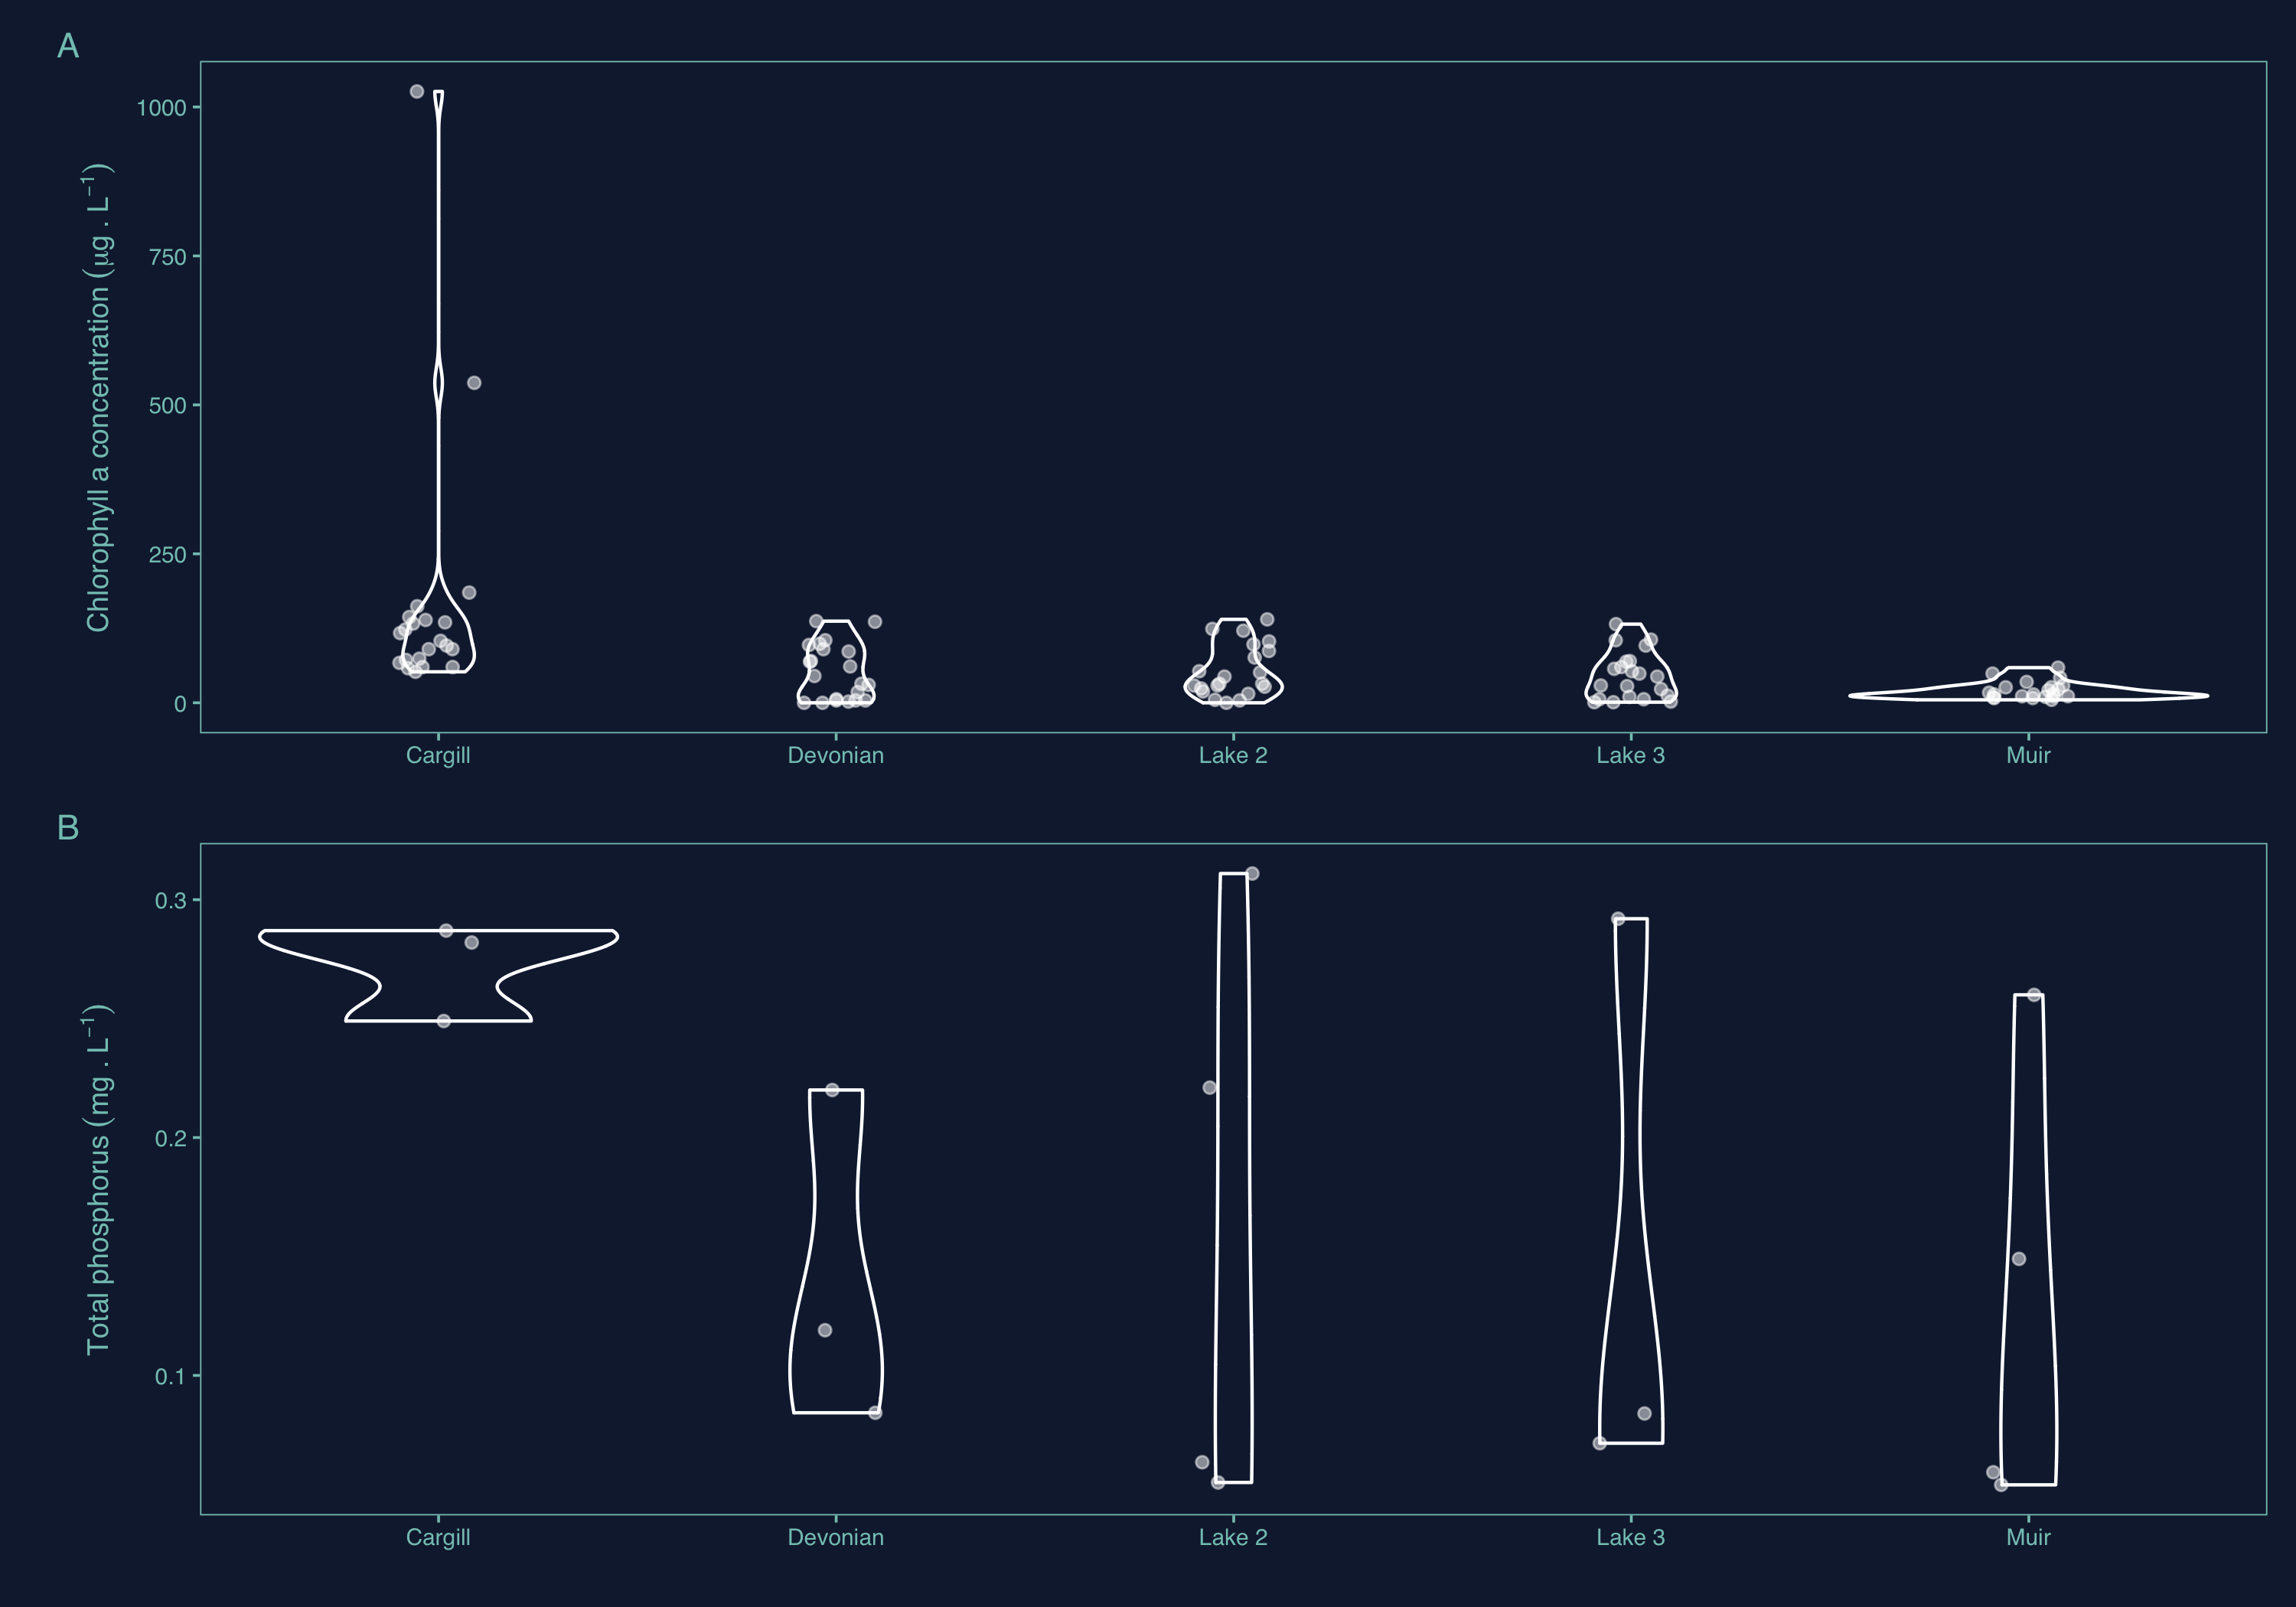 A
Chlorophyll a concentration (µg . L⁻¹)
1000
750
500
250
0
Cargill Devonian Lake 2 Lake 3 Muir
B
Total phosphorus (mg . L⁻¹)
0.3
0.2
0.1
Cargill Devonian Lake 2 Lake 3 Muir